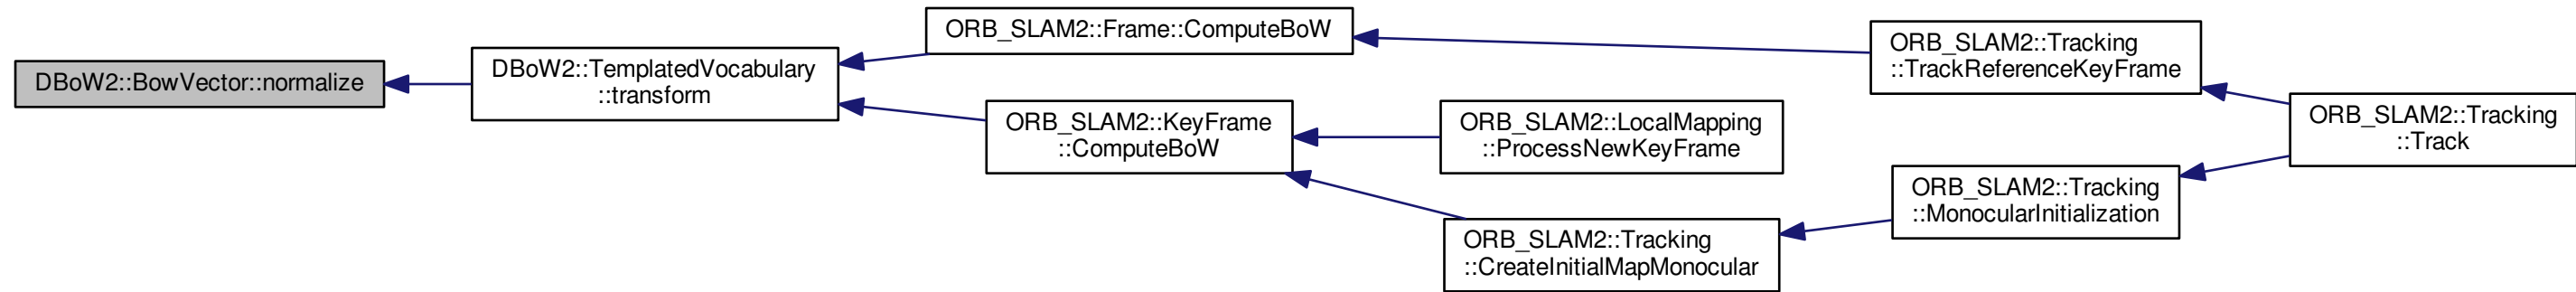 DBoW2::BowVector::normalize
DBoW2::TemplatedVocabulary
::transform
ORB_SLAM2::Frame::ComputeBoW
ORB_SLAM2::KeyFrame
::ComputeBoW
ORB_SLAM2::LocalMapping
::ProcessNewKeyFrame
ORB_SLAM2::Tracking
::CreateInitialMapMonocular
ORB_SLAM2::Tracking
::TrackReferenceKeyFrame
ORB_SLAM2::Tracking
::MonocularInitialization
ORB_SLAM2::Tracking
::Track